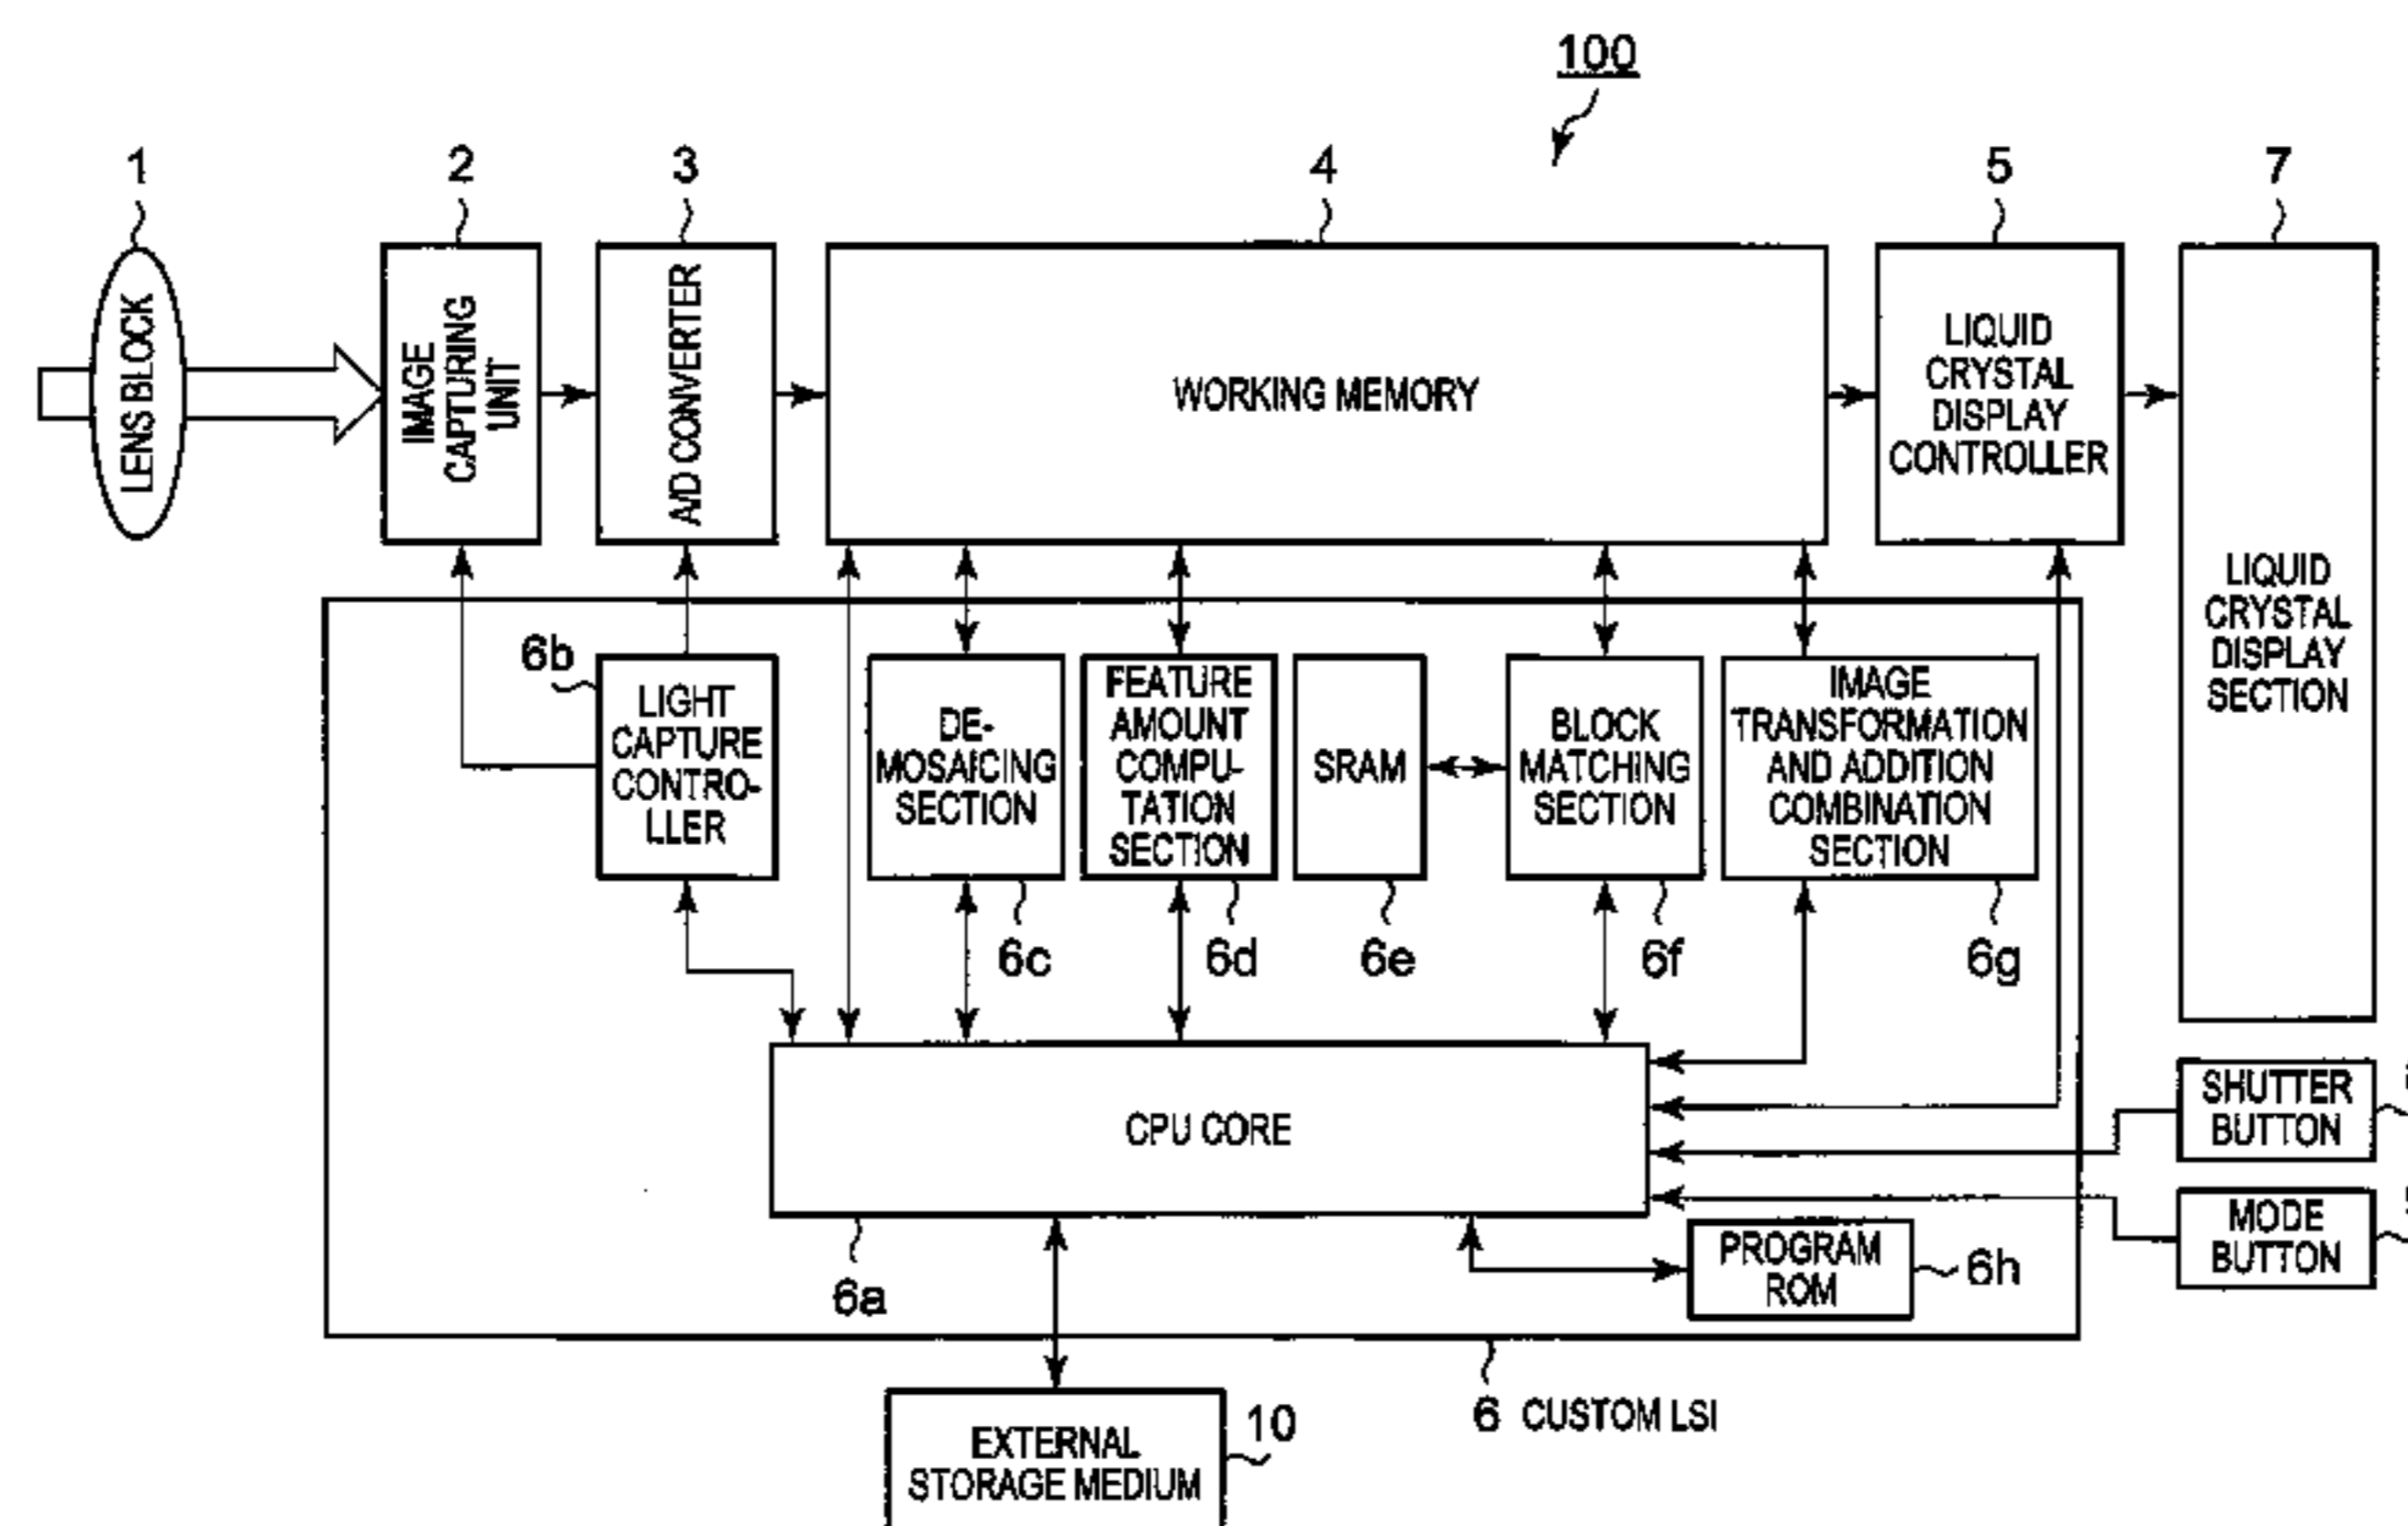 100
1
2
3
4
5
7
LENS BLOCK
IMAGE
CAPTURING
UNIT
A/D CONVERTER
WORKING MEMORY
LIQUID
CRYSTAL
DISPLAY
CONTROLLER
LIQUID
CRYSTAL
DISPLAY
SECTION
6b
LIGHT
CAPTURE
CONTRO-
LLER
DE-
MOSAICING
SECTION
FEATURE
AMOUNT
COMPU-
TATION
SECTION
SRAM
BLOCK
MATCHING
SECTION
IMAGE
TRANSFORMATION
AND ADDITION
COMBINATION
SECTION
6c
6d
6e
6f
6g
CPU CORE
SHUTTER
BUTTON
MODE
BUTTON
6a
PROGRAM
ROM
6h
6 CUSTOM LSI
EXTERNAL
STORAGE MEDIUM
10